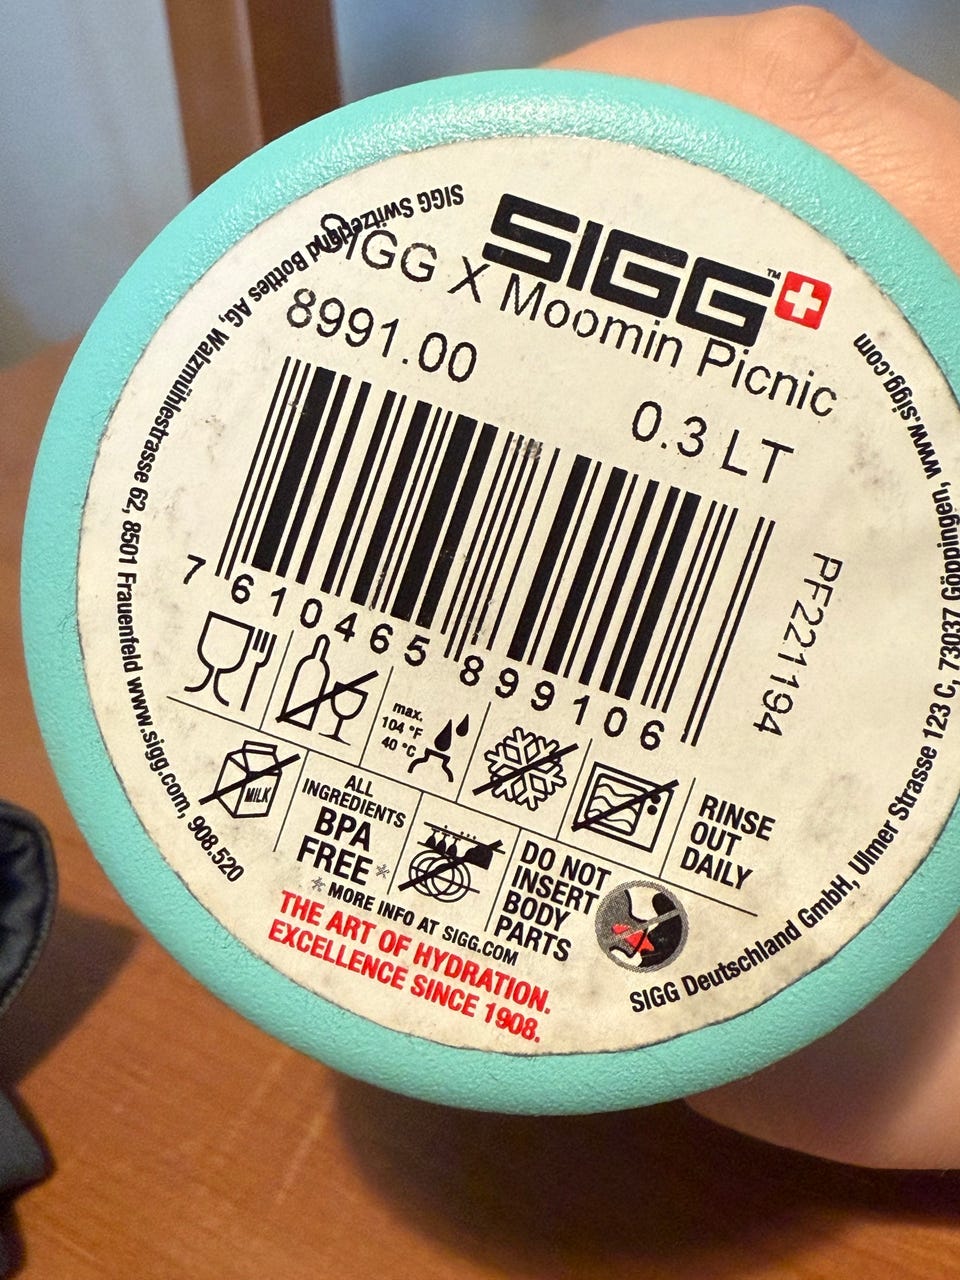 SIGG™
SIGG X Moomin Picnic
8991.00
0.3 LT
7 610465 899106
PF221194
max.
104 °F
40 °C
RINSE
OUT
DAILY
MILK
ALL
INGREDIENTS
BPA
FREE*
DO NOT
INSERT
BODY
PARTS
*MORE INFO AT SIGG.COM
THE ART OF HYDRATION.
EXCELLENCE SINCE 1908.
SIGG Switzerland Bottles AG, Walzmühlestrasse 62, 8501 Frauenfeld www.sigg.com, 908.520
SIGG Deutschland GmbH, Ulmer Strasse 123 C, 73037 Göppingen, www.sigg.com